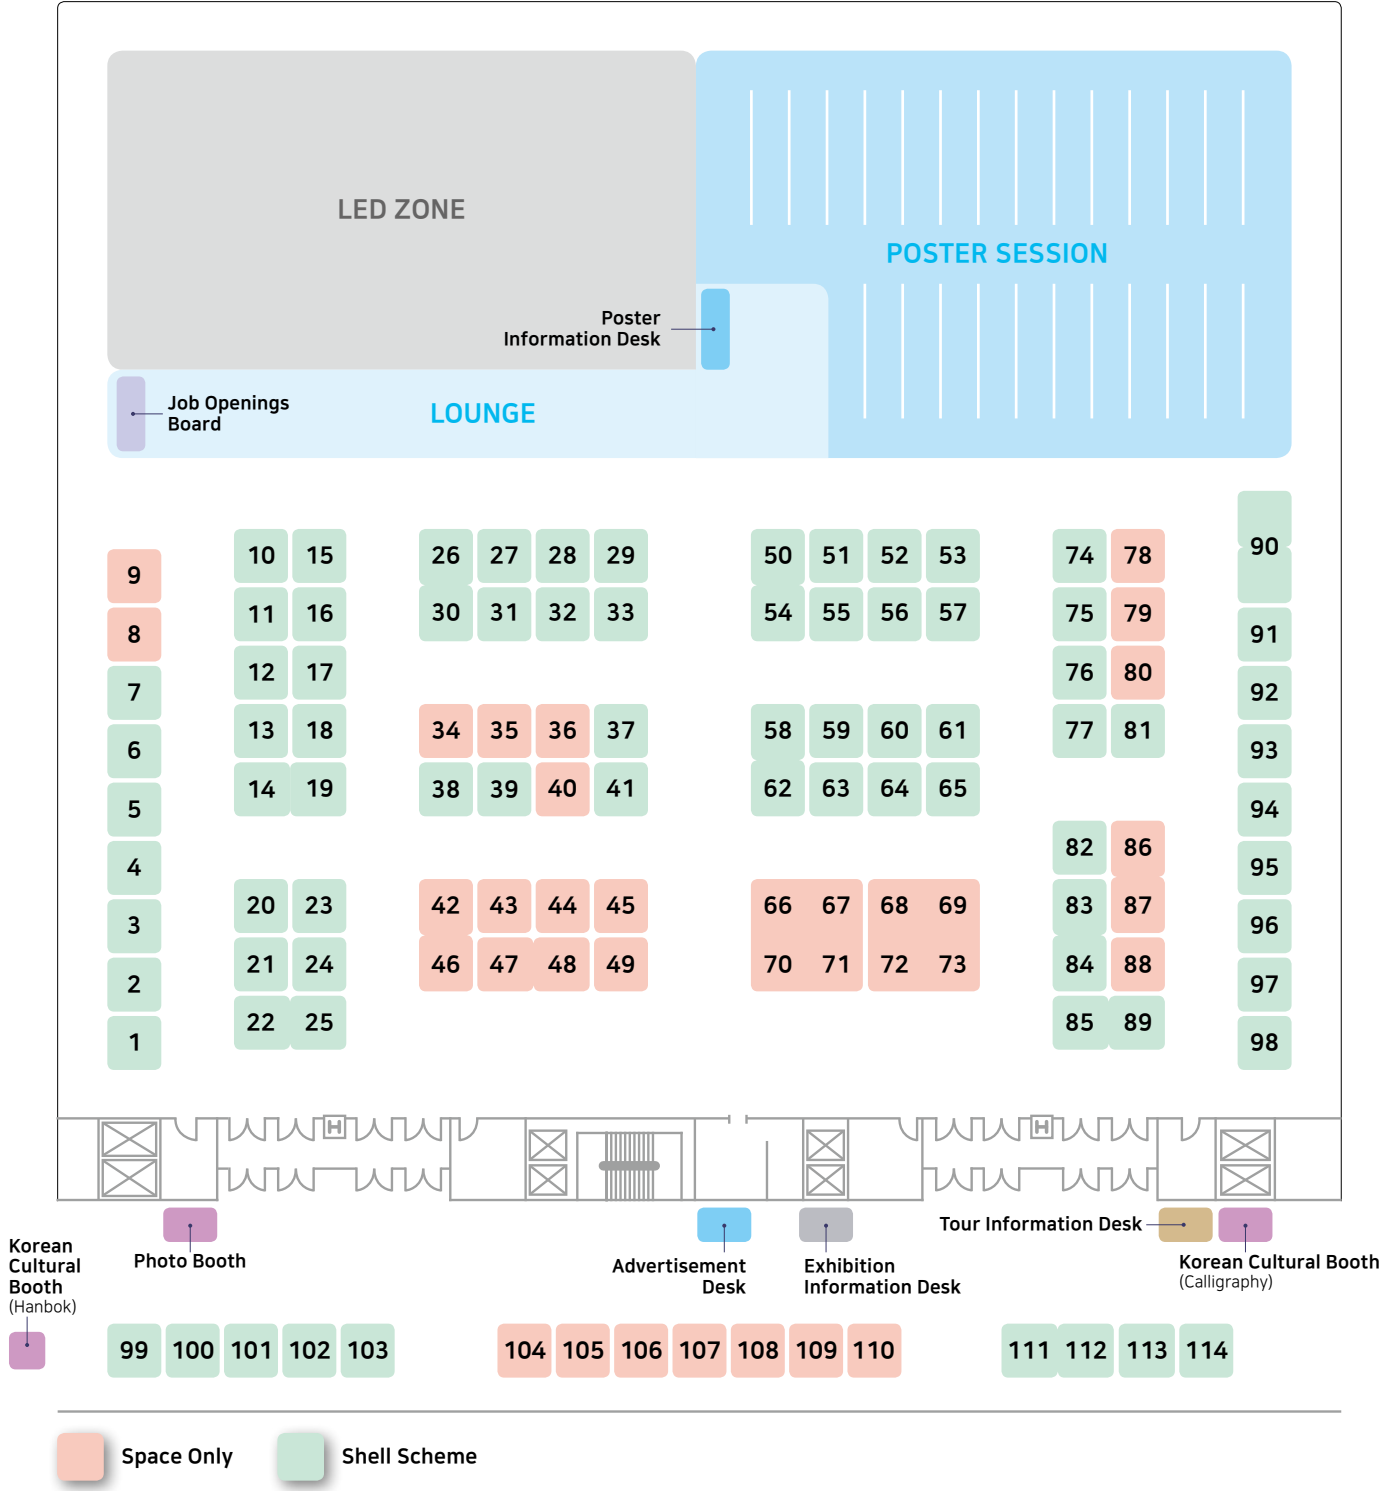 LED ZONE
POSTER SESSION
Poster
Information Desk
Job Openings
Board
LOUNGE
90
10 15 26 27 28 29 50 51 52 53 74 78
9
11 16 30 31 32 33 54 55 56 57 75 79
8 91
12 17 76 80
7 92
13 18 34 35 36 37 58 59 60 61 77 81
6 93
14 19 38 39 40 41 62 63 64 65
5 94
82 86
4 95
20 23 42 43 44 45 66 67 68 69 83 87
3 96
21 24 46 47 48 49 70 71 72 73 84 88
2 97
22 25 85 89
1 98
H H
Tour Information Desk
Korean
Cultural
Booth
(Hanbok)
Photo Booth
Advertisement
Desk
Exhibition
Information Desk
Korean Cultural Booth
(Calligraphy)
99 100 101 102 103 104 105 106 107 108 109 110 111 112 113 114
Space Only Shell Scheme